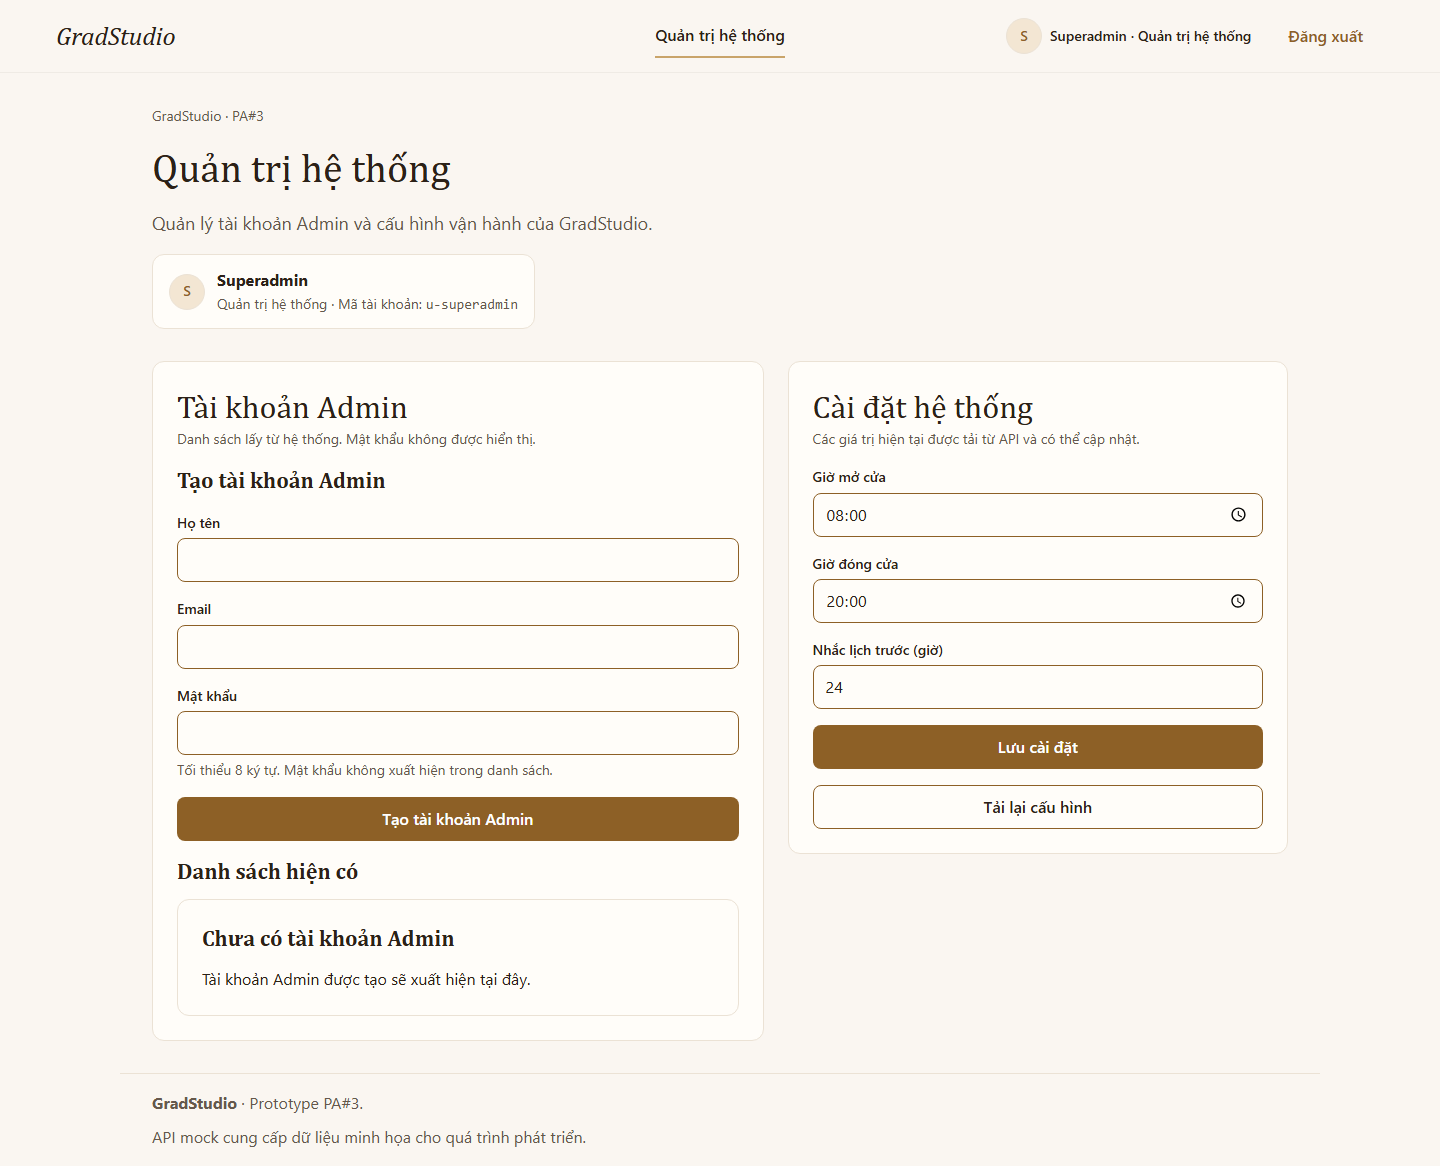 GradStudio
Quản trị hệ thống
S
Superadmin · Quản trị hệ thống
Đăng xuất
GradStudio · PA#3
Quản trị hệ thống
Quản lý tài khoản Admin và cấu hình vận hành của GradStudio.
S
Superadmin
Quản trị hệ thống · Mã tài khoản: u-superadmin
Tài khoản Admin
Danh sách lấy từ hệ thống. Mật khẩu không được hiển thị.
Tạo tài khoản Admin
Họ tên
Email
Mật khẩu
Tối thiểu 8 ký tự. Mật khẩu không xuất hiện trong danh sách.
Tạo tài khoản Admin
Danh sách hiện có
Chưa có tài khoản Admin
Tài khoản Admin được tạo sẽ xuất hiện tại đây.
Cài đặt hệ thống
Các giá trị hiện tại được tải từ API và có thể cập nhật.
Giờ mở cửa
08:00
Giờ đóng cửa
20:00
Nhắc lịch trước (giờ)
24
Lưu cài đặt
Tải lại cấu hình
GradStudio · Prototype PA#3.
API mock cung cấp dữ liệu minh họa cho quá trình phát triển.